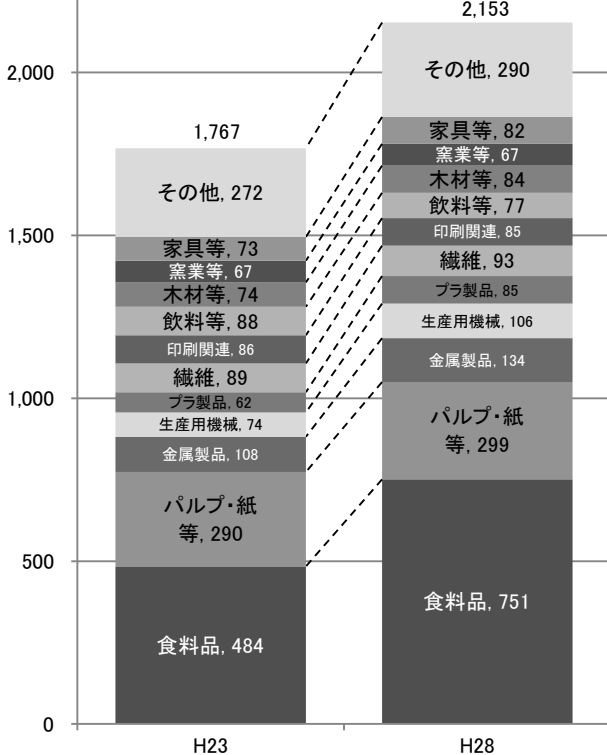 2,153
2,000
その他, 290
1,767
家具等, 82
窯業等, 67
その他, 272
木材等, 84
飲料等, 77
1,500
印刷関連, 85
家具等, 73
繊維, 93
窯業等, 67
プラ製品, 85
木材等, 74
生産用機械, 106
飲料等, 88
印刷関連, 86
金属製品, 134
繊維, 89
1,000
プラ製品, 62
パルプ・紙
等, 299
生産用機械, 74
金属製品, 108
パルプ・紙
等, 290
500
食料品, 751
食料品, 484
0
H23
H28